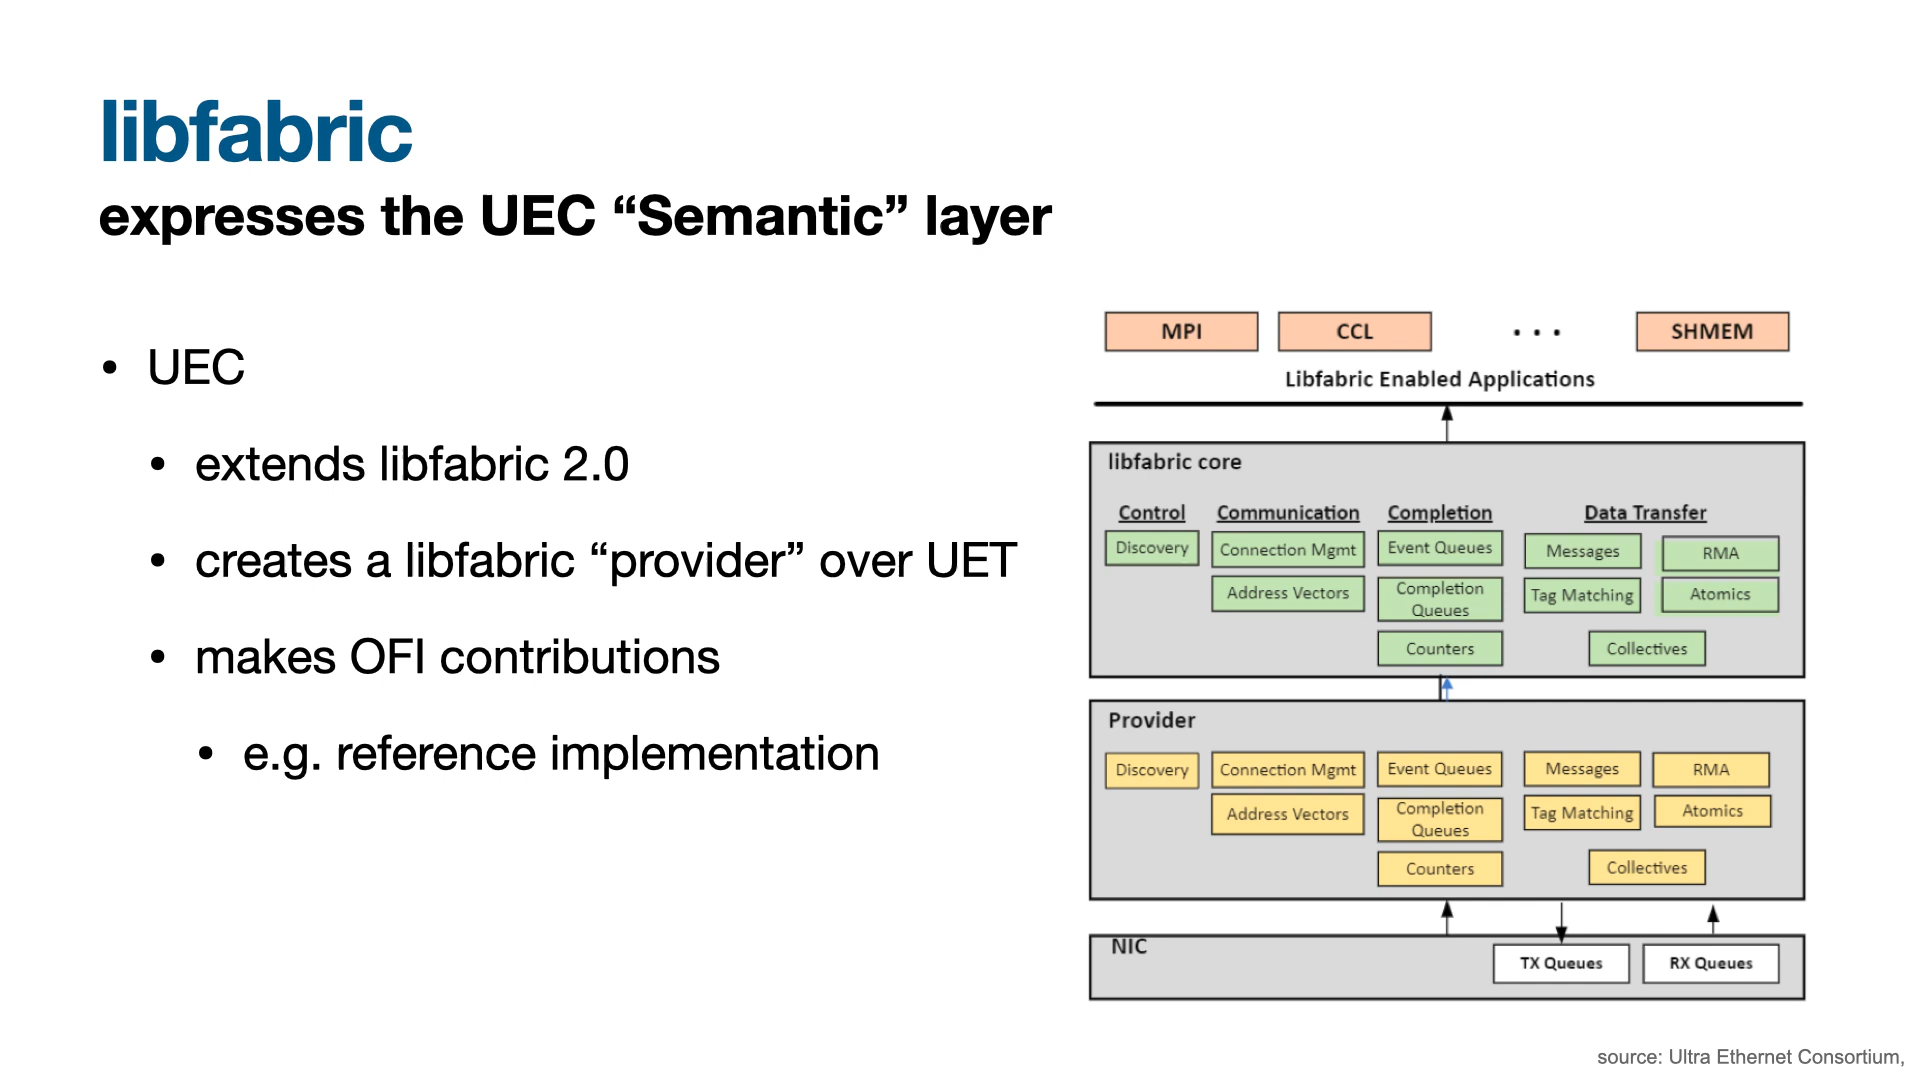 libfabric
expresses the UEC “Semantic” layer
• UEC
• extends libfabric 2.0
• creates a libfabric “provider” over UET
• makes OFI contributions
• e.g. reference implementation
MPI
CCL
• • •
SHMEM
Libfabric Enabled Applications
libfabric core
Control
Communication
Completion
Data Transfer
Discovery
Connection Mgmt
Event Queues
Messages
RMA
Address Vectors
Completion
Queues
Tag Matching
Atomics
Counters
Collectives
Provider
Discovery
Connection Mgmt
Event Queues
Messages
RMA
Address Vectors
Completion
Queues
Tag Matching
Atomics
Counters
Collectives
NIC
TX Queues
RX Queues
source: Ultra Ethernet Consortium,